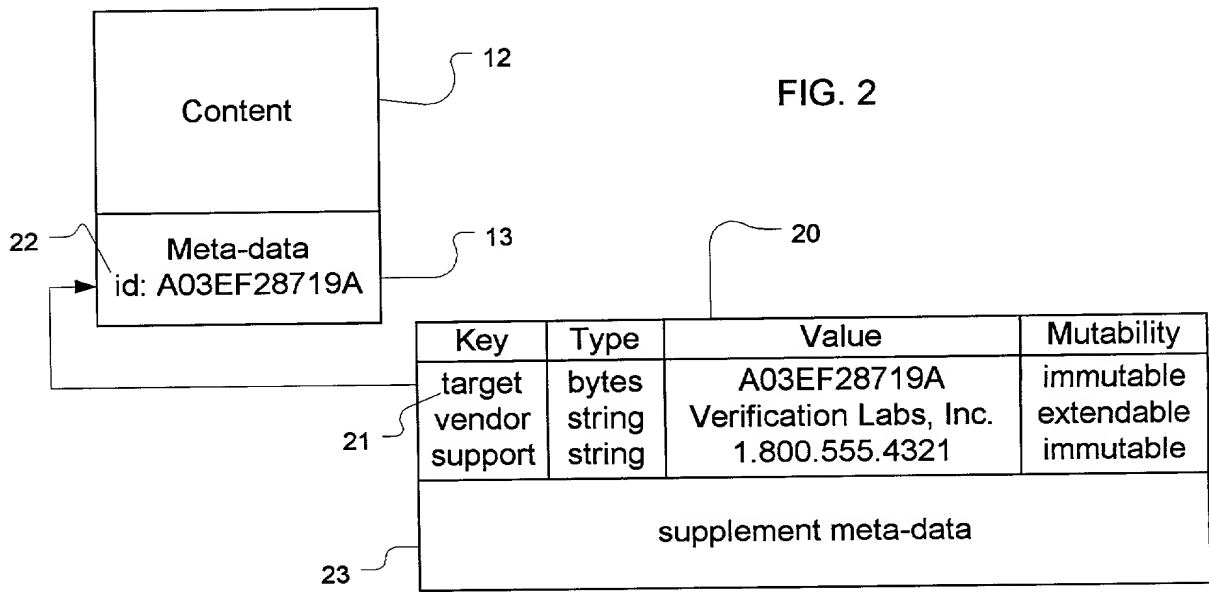 12
Content
FIG. 2
22
Meta-data
13
id: A03EF28719A
20
Key Type Value Mutability
target bytes A03EF28719A immutable
vendor string Verification Labs, Inc. extendable
21
support string 1.800.555.4321 immutable
supplement meta-data
23